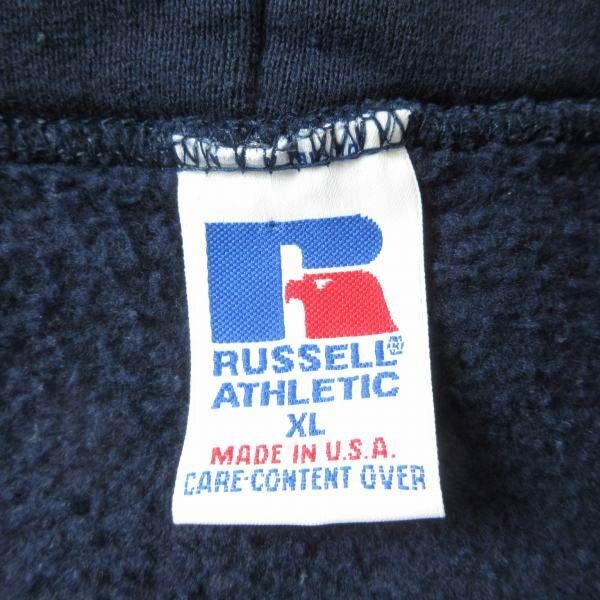 RUSSELL®
ATHLETIC
XL
MADE IN U.S.A.
CARE-CONTENT OVER